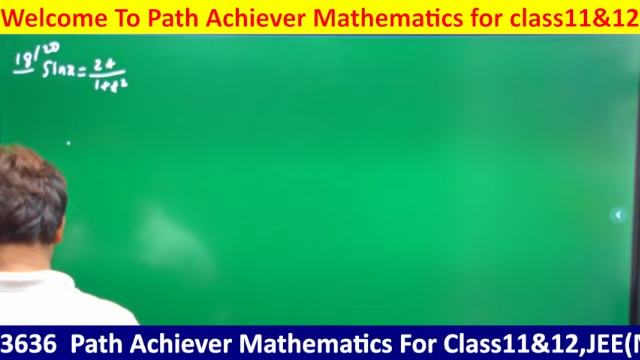 Welcome To Path Achiever Mathematics for class11&12
19/20
sinx = 2t/1+t²
3636 Path Achiever Mathematics For Class11&12,JEE(